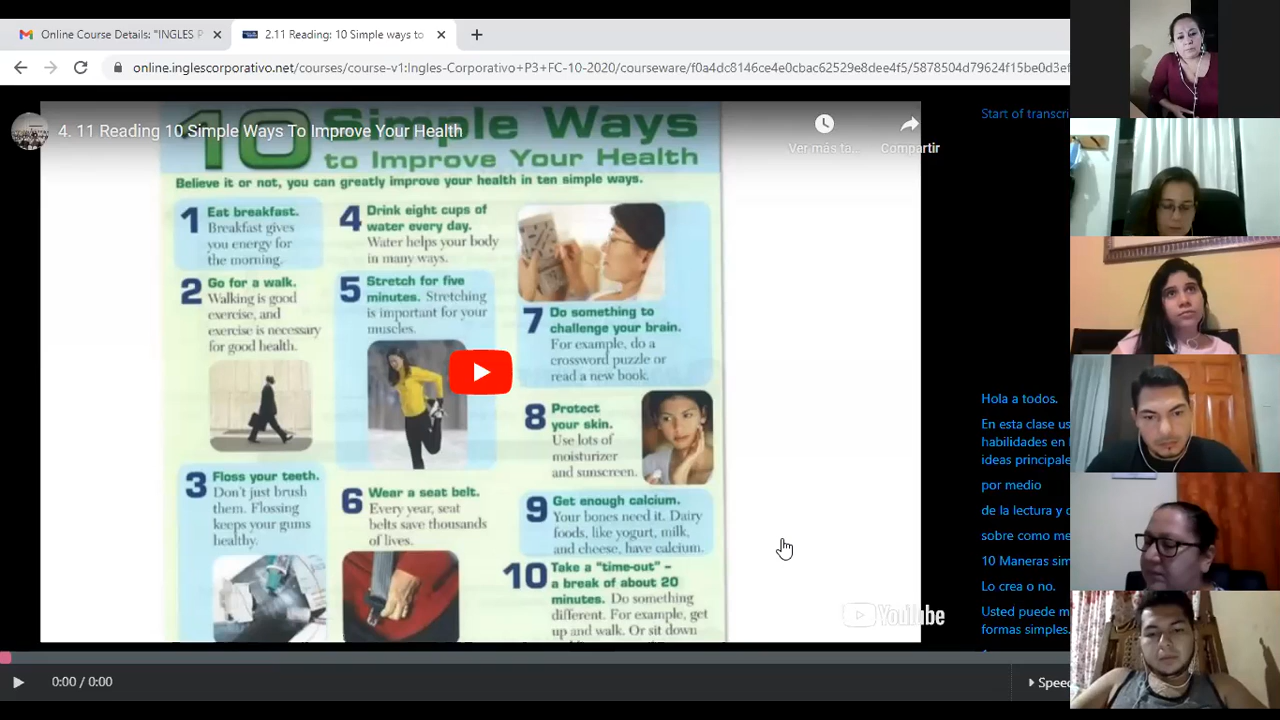 Online Course Details: "INGLES P
2.11 Reading: 10 Simple ways to
online.inglescorporativo.net/courses/course-v1:Ingles-Corporativo+P3+FC-10-2020/courseware/f0a4dc8146ce4e0cbac62529e8dee4f5/5878504d79624f15be0d3ef
4. 11 Reading 10 Simple Ways To Improve Your Health
Ver más ta...
Compartir
10 Simple Ways
to Improve Your Health
Believe it or not, you can greatly improve your health in ten simple ways.
1 Eat breakfast.
Breakfast gives
you energy for
the morning.
2 Go for a walk.
Walking is good
exercise, and
exercise is necessary
for good health.
3 Floss your teeth.
Don't just brush
them. Flossing
keeps your gums
healthy.
4 Drink eight cups of
water every day.
Water helps your body
in many ways.
5 Stretch for five
minutes. Stretching
is important for your
muscles.
6 Wear a seat belt.
Every year, seat
belts save thousands
of lives.
7 Do something to
challenge your brain.
For example, do a
crossword puzzle or
read a new book.
8 Protect
your skin.
Use lots of
moisturizer
and sunscreen.
9 Get enough calcium.
Your bones need it. Dairy
foods, like yogurt, milk,
and cheese, have calcium.
10 Take a "time-out" –
a break of about 20
minutes. Do something
different. For example, get
up and walk. Or sit down
YouTube
Start of transcri
Hola a todos.
En esta clase us
habilidades en
ideas principale
por medio
de la lectura y
sobre como me
10 Maneras sim
Lo crea o no.
Usted puede m
formas simples.
0:00 / 0:00
Speed